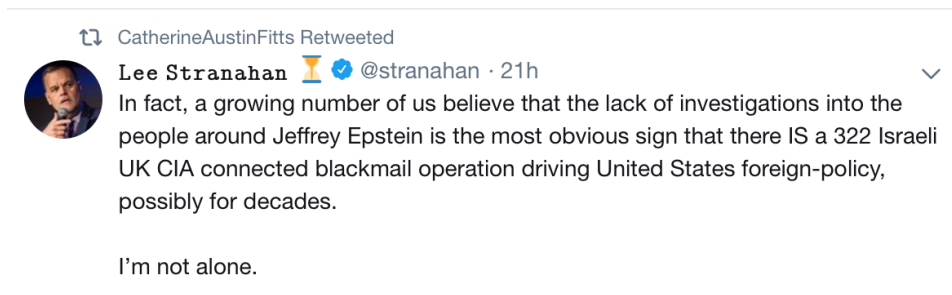 CatherineAustinFitts Retweeted
Lee Stranahan ⏳ @stranahan · 21h
In fact, a growing number of us believe that the lack of investigations into the
people around Jeffrey Epstein is the most obvious sign that there IS a 322 Israeli
UK CIA connected blackmail operation driving United States foreign-policy,
possibly for decades.
I'm not alone.